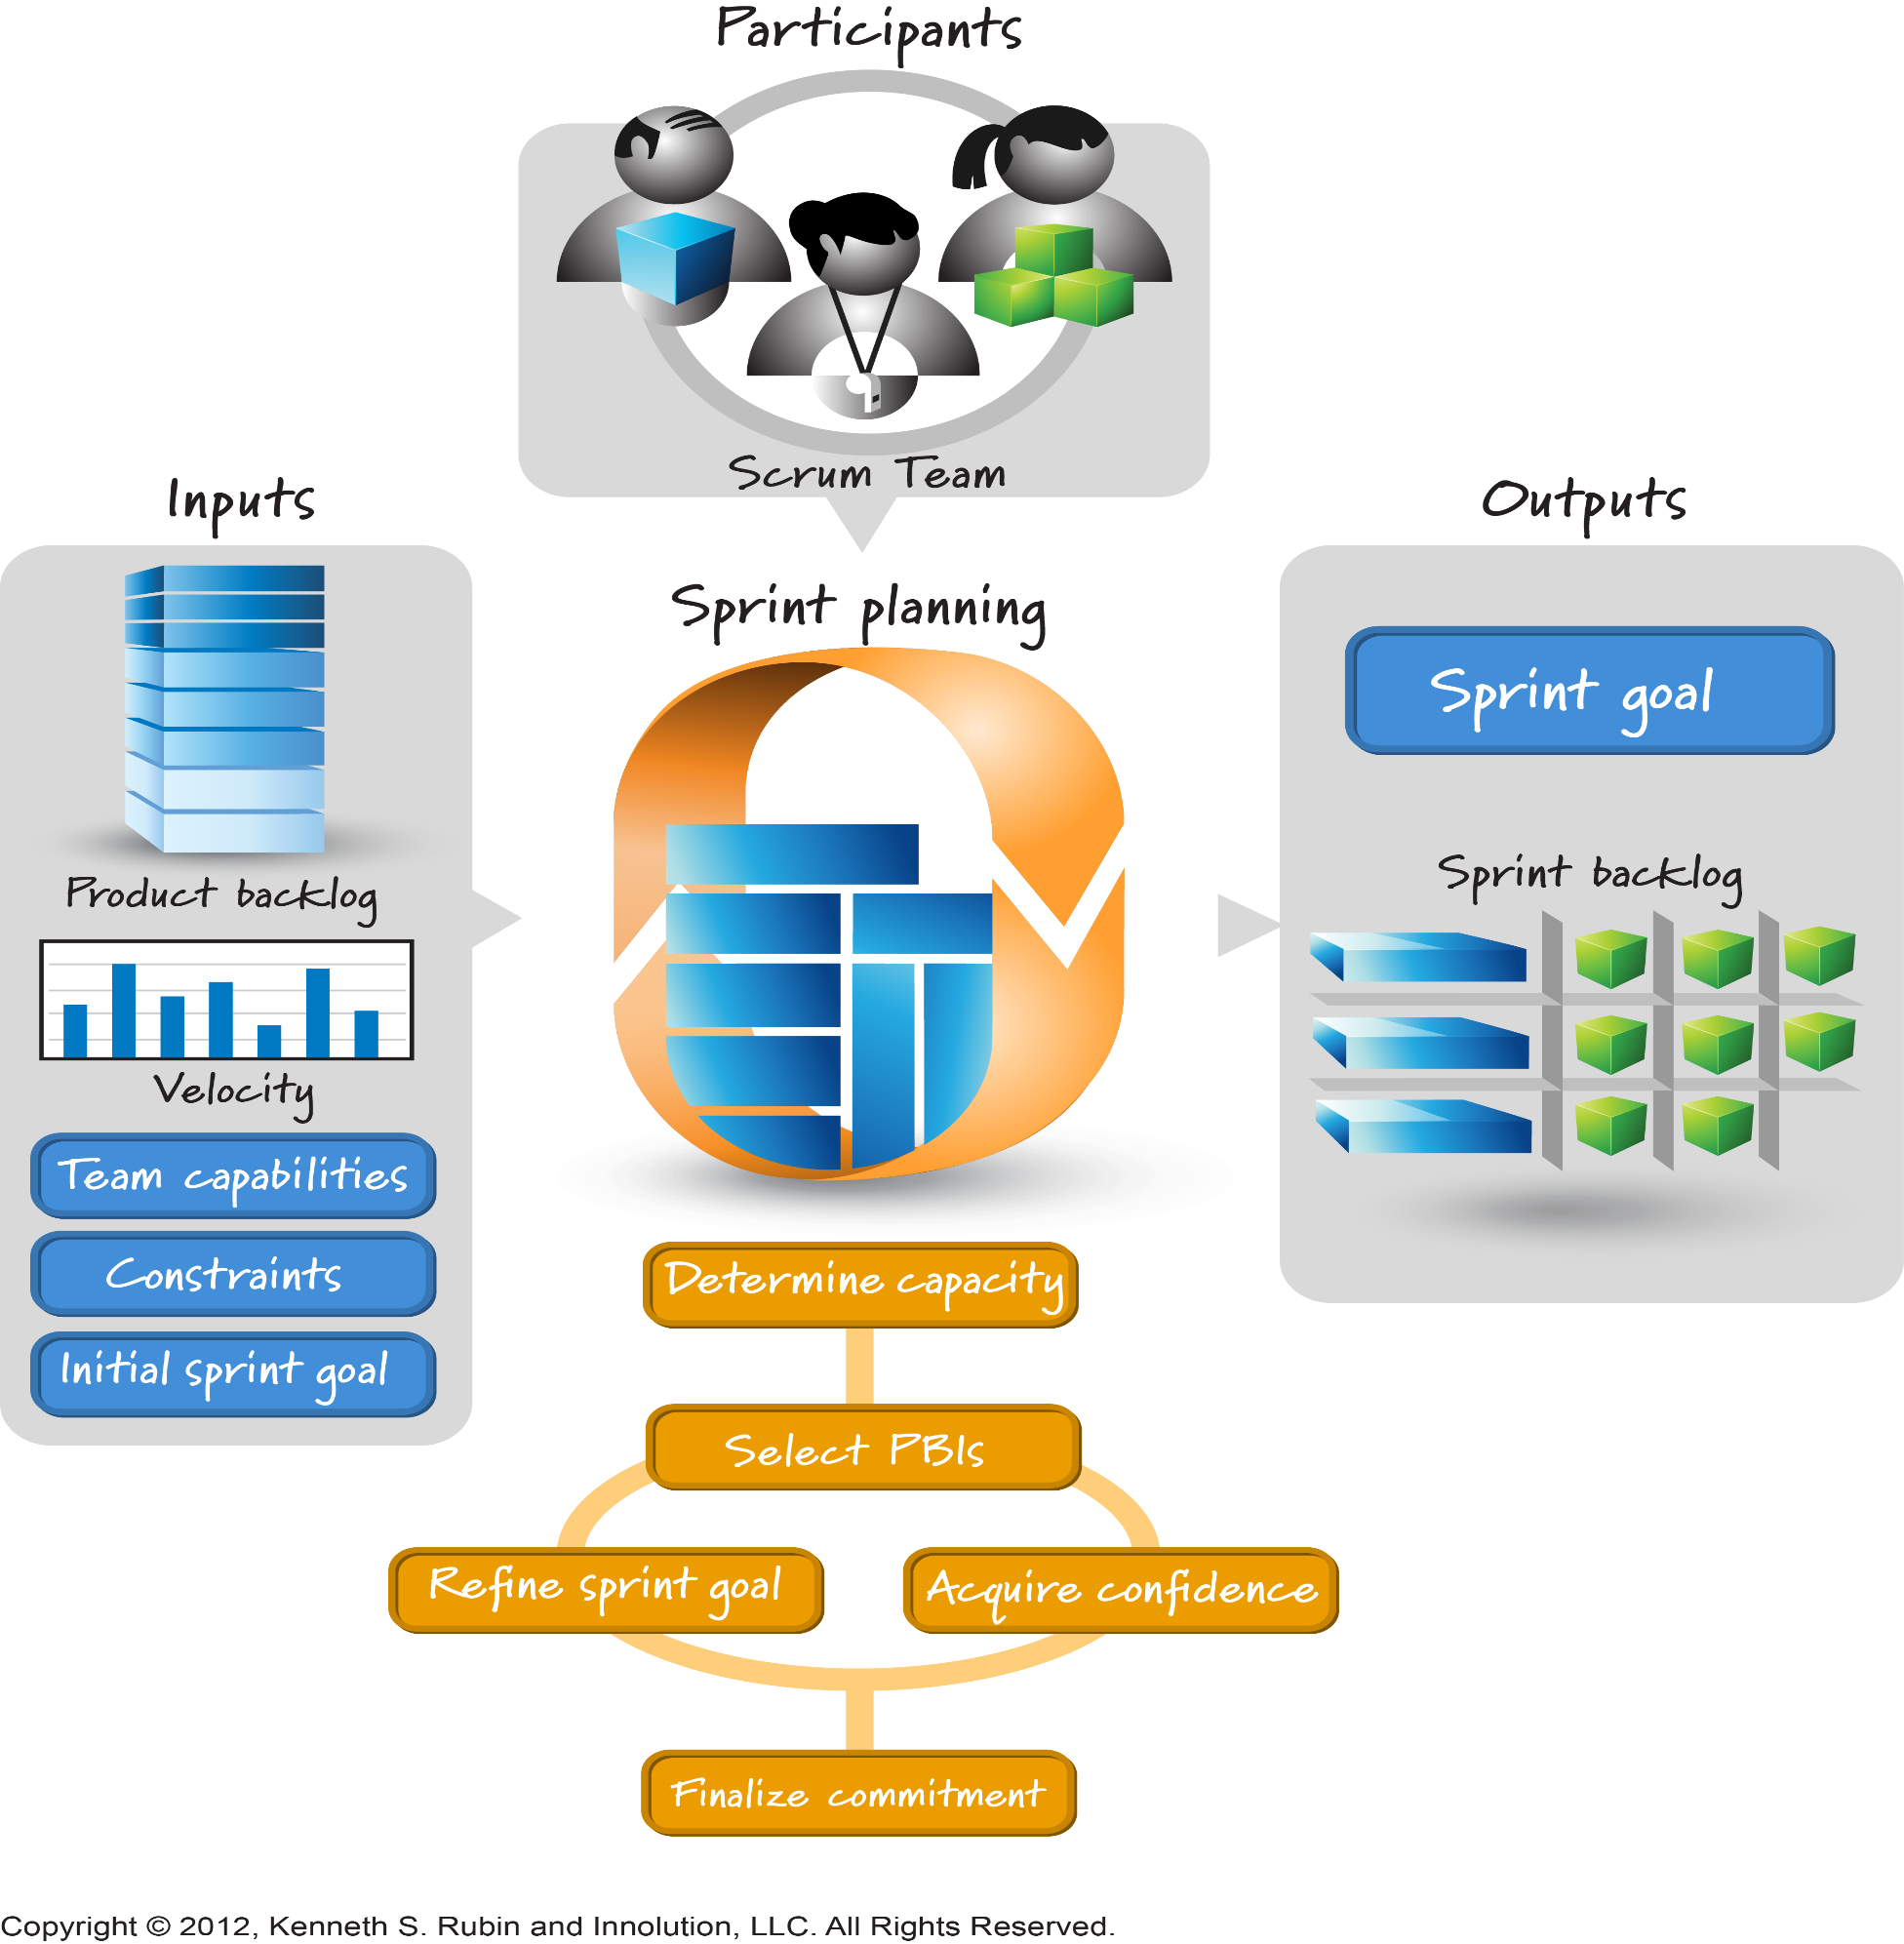 Participants
Scrum Team
Inputs
Product backlog
Velocity
Team capabilities
Constraints
Initial sprint goal
Sprint planning
Determine capacity
Select PBIs
Refine sprint goal
Acquire confidence
Finalize commitment
Outputs
Sprint goal
Sprint backlog
Copyright © 2012, Kenneth S. Rubin and Innolution, LLC. All Rights Reserved.